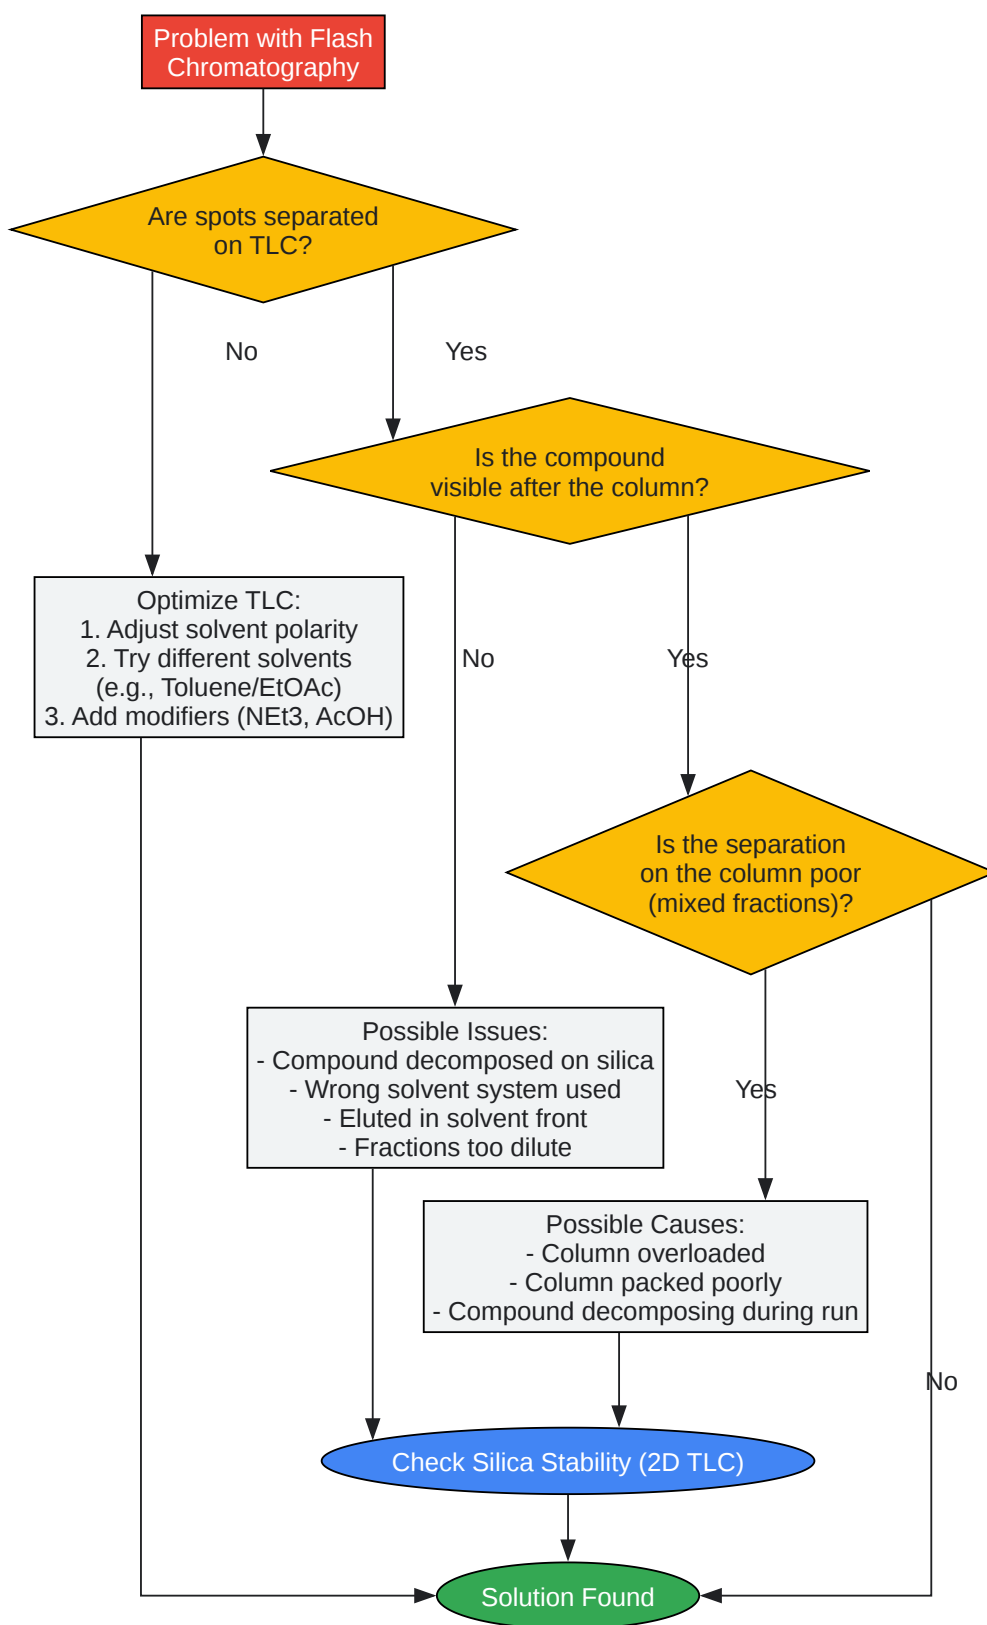 Problem with Flash
Chromatography
Are spots separated
on TLC?
No
Yes
Is the compound
visible after the column?
Optimize TLC:
1. Adjust solvent polarity
2. Try different solvents
(e.g., Toluene/EtOAc)
3. Add modifiers (NEt3, AcOH)
No
Yes
Is the separation
on the column poor
(mixed fractions)?
Possible Issues:
- Compound decomposed on silica
- Wrong solvent system used
- Eluted in solvent front
- Fractions too dilute
Yes
Possible Causes:
- Column overloaded
- Column packed poorly
- Compound decomposing during run
No
Check Silica Stability (2D TLC)
Solution Found